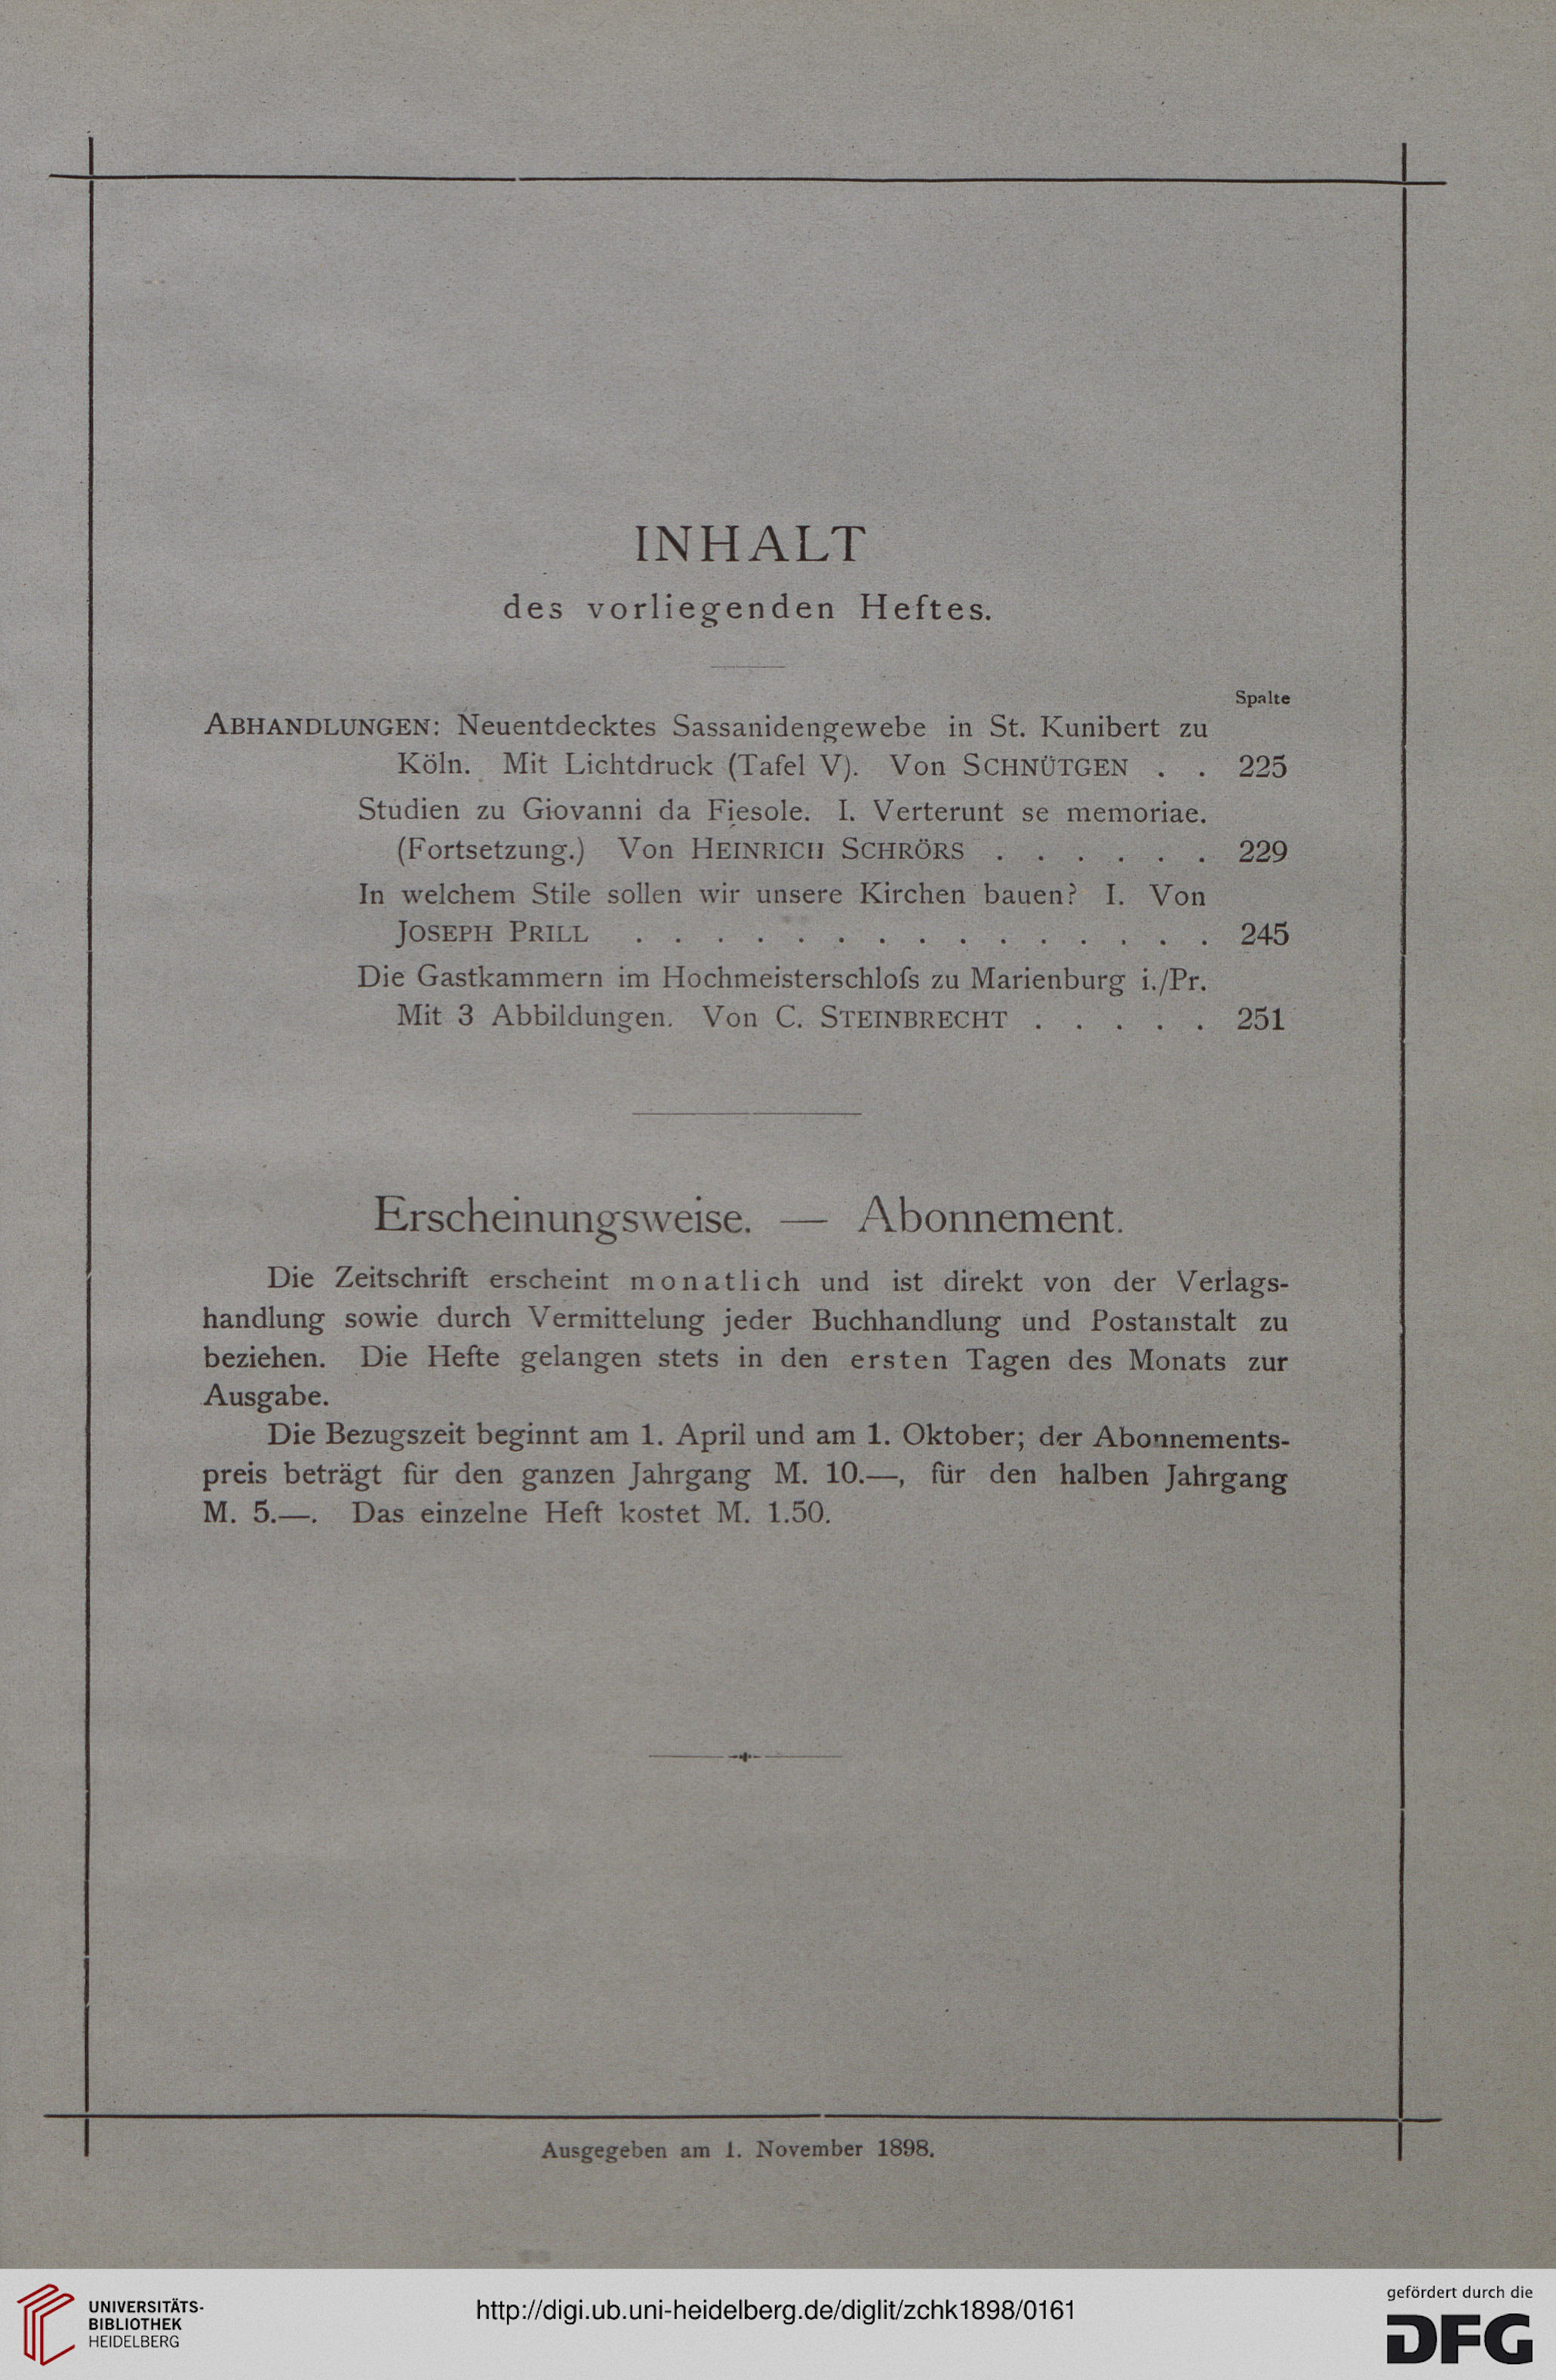 INHALT
des vorliegenden Heftes.
Spalte
ABHANDLUNGEN: Neuentdecktes Sassanidengewebe in St. Kunibert zu
Köln. Mit Lichtdruck (Tafel V). Von SCHNÜTGEN . . 225
Studien zu Giovanni da Fiesole. I. Verterunt se memoriae.
(Fortsetzung.) Von HEINRICH SCHRÖRS . . . . . . 229
In welchem Stile sollen wir unsere Kirchen bauen? I. Von
JOSEPH PRILL . . . . . . . . . . . . . . . 245
Die Gastkammern im Hochmeisterschloſs zu Marienburg i./Pr.
Mit 3 Abbildungen. Von C. STEINBRECHT . . . . . 251
Erscheinungsweise. — Abonnement.
Die Zeitschrift erscheint monatlich und ist direkt von der Verlags-
handlung sowie durch Vermittelung jeder Buchhandlung und Postanstalt zu
beziehen. Die Hefte gelangen stets in den ersten Tagen des Monats zur
Ausgabe.
Die Bezugszeit beginnt am 1. April und am 1. Oktober; der Abonnements-
preis beträgt für den ganzen Jahrgang M. 10.—, für den halben Jahrgang
M. 5.—. Das einzelne Heft kostet M. 1.50.
Ausgegeben am 1. November 1898.
UNIVERSITÄTS-
BIBLIOTHEK
HEIDELBERG
http://digi.ub.uni-heidelberg.de/diglit/zchk1898/0161
gefördert durch die
DFG